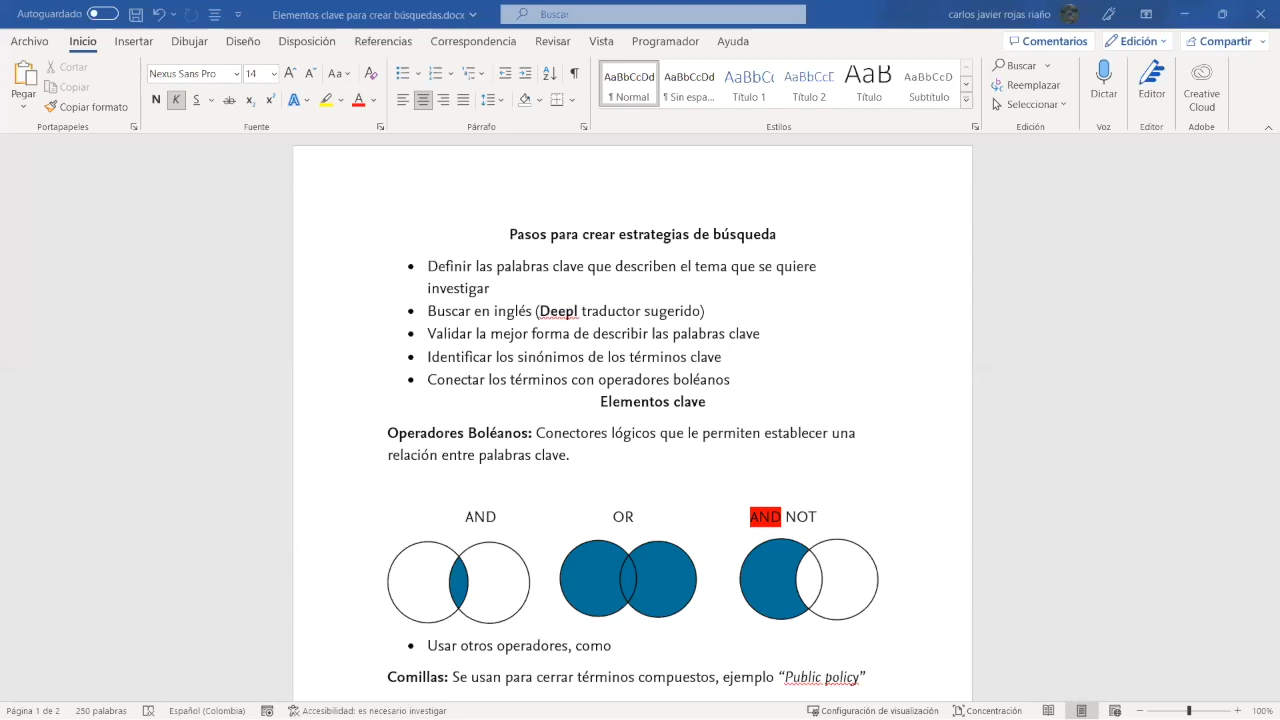 Autoguardado
Elementos clave para crear búsquedas.docx
Buscar
carlos javier rojas riaño
Archivo Inicio Insertar Dibujar Diseño Disposición Referencias Correspondencia Revisar Vista Programador Ayuda
Comentarios Edición Compartir
Pegar
Cortar
Copiar
Copiar formato
Portapapeles
Nexus Sans Pro 14
N K S ab x₂ x²
Fuente
Párrafo
AaBbCcDd AaBbCcDd AaBbCc AaBbCcE AaB AaBbCcD
¶ Normal ¶ Sin espa... Título 1 Título 2 Título Subtítulo
Estilos
Buscar
Reemplazar
Seleccionar
Edición
Dictar
Voz
Editor
Editor
Creative
Cloud
Adobe
Pasos para crear estrategias de búsqueda
• Definir las palabras clave que describen el tema que se quiere
investigar
• Buscar en inglés (Deepl traductor sugerido)
• Validar la mejor forma de describir las palabras clave
• Identificar los sinónimos de los términos clave
• Conectar los términos con operadores boléanos
Elementos clave
Operadores Boléanos: Conectores lógicos que le permiten establecer una
relación entre palabras clave.
AND OR AND NOT
• Usar otros operadores, como
Comillas: Se usan para cerrar términos compuestos, ejemplo “Public policy”
Página 1 de 2 250 palabras Español (Colombia) Accesibilidad: es necesario investigar
Configuración de visualización Concentración 100%